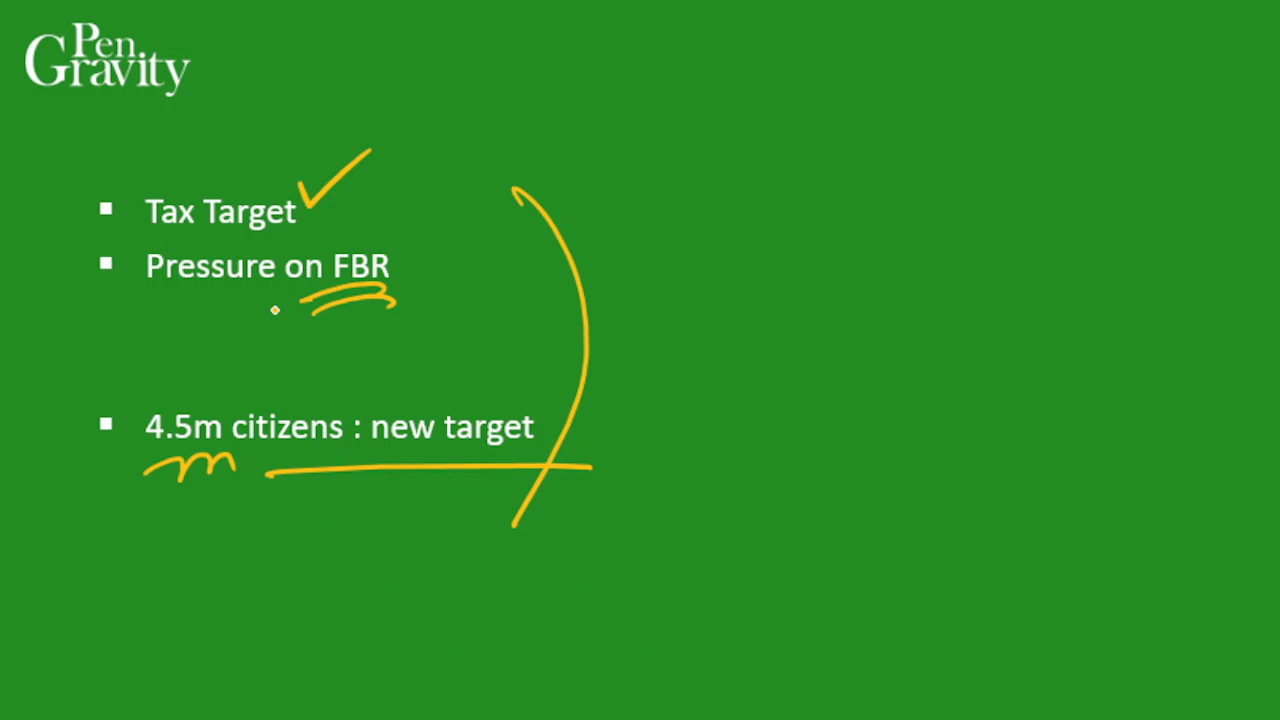 Pen
Gravity
▪ Tax Target
▪ Pressure on FBR
▪ 4.5m citizens : new target